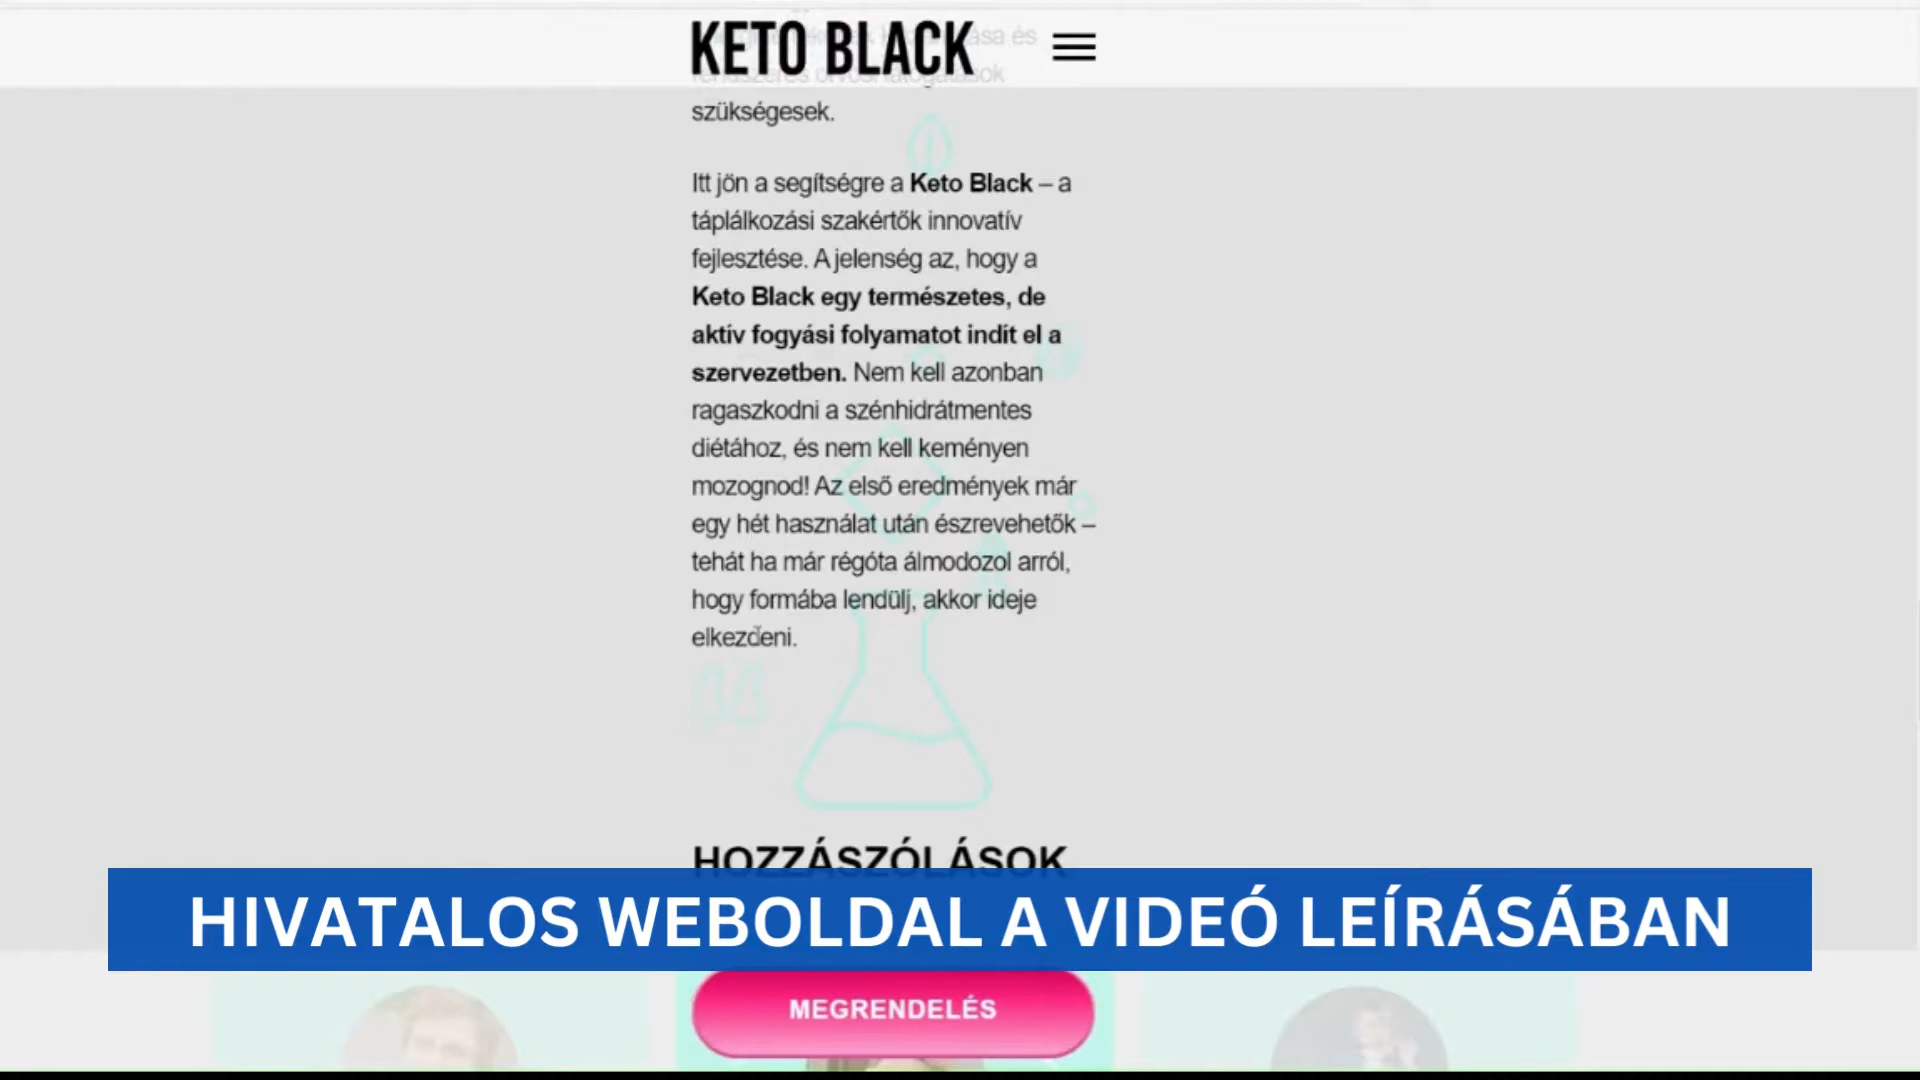 KETO BLACK
szükségesek.
Itt jön a segítségre a Keto Black – a
táplálkozási szakértők innovatív
fejlesztése. A jelenség az, hogy a
Keto Black egy természetes, de
aktív fogyási folyamatot indít el a
szervezetben. Nem kell azonban
ragaszkodni a szénhidrátmentes
diétához, és nem kell keményen
mozognod! Az első eredmények már
egy hét használat után észrevehetők –
tehát ha már régóta álmodozol arról,
hogy formába lendülj, akkor ideje
elkezdeni.
HOZZÁSZÓLÁSOK
HIVATALOS WEBOLDAL A VIDEÓ LEÍRÁSÁBAN
MEGRENDELÉS